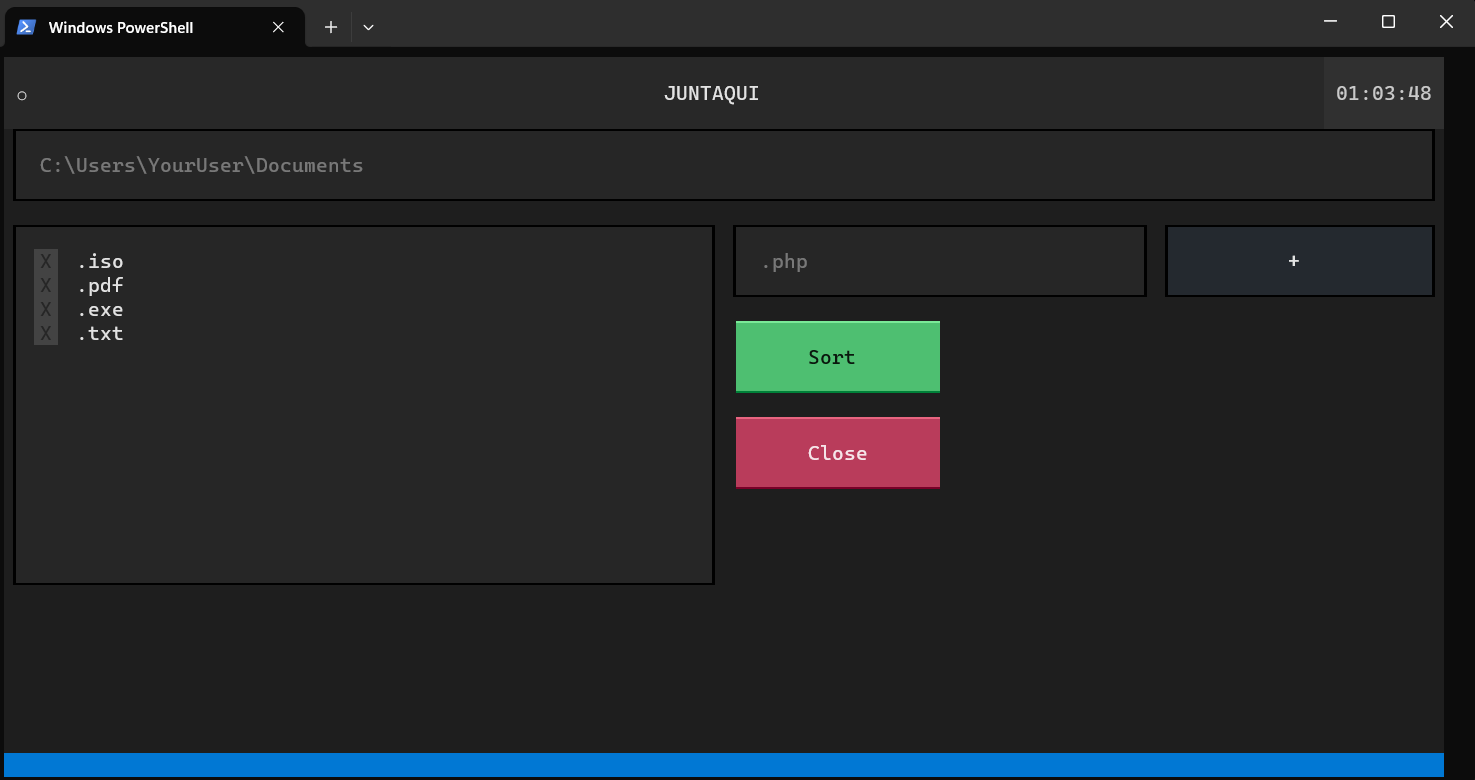 Windows PowerShell
JUNTAQUI 01:03:48
C:\Users\YourUser\Documents
X .iso
X .pdf
X .exe
X .txt
.php +
Sort
Close